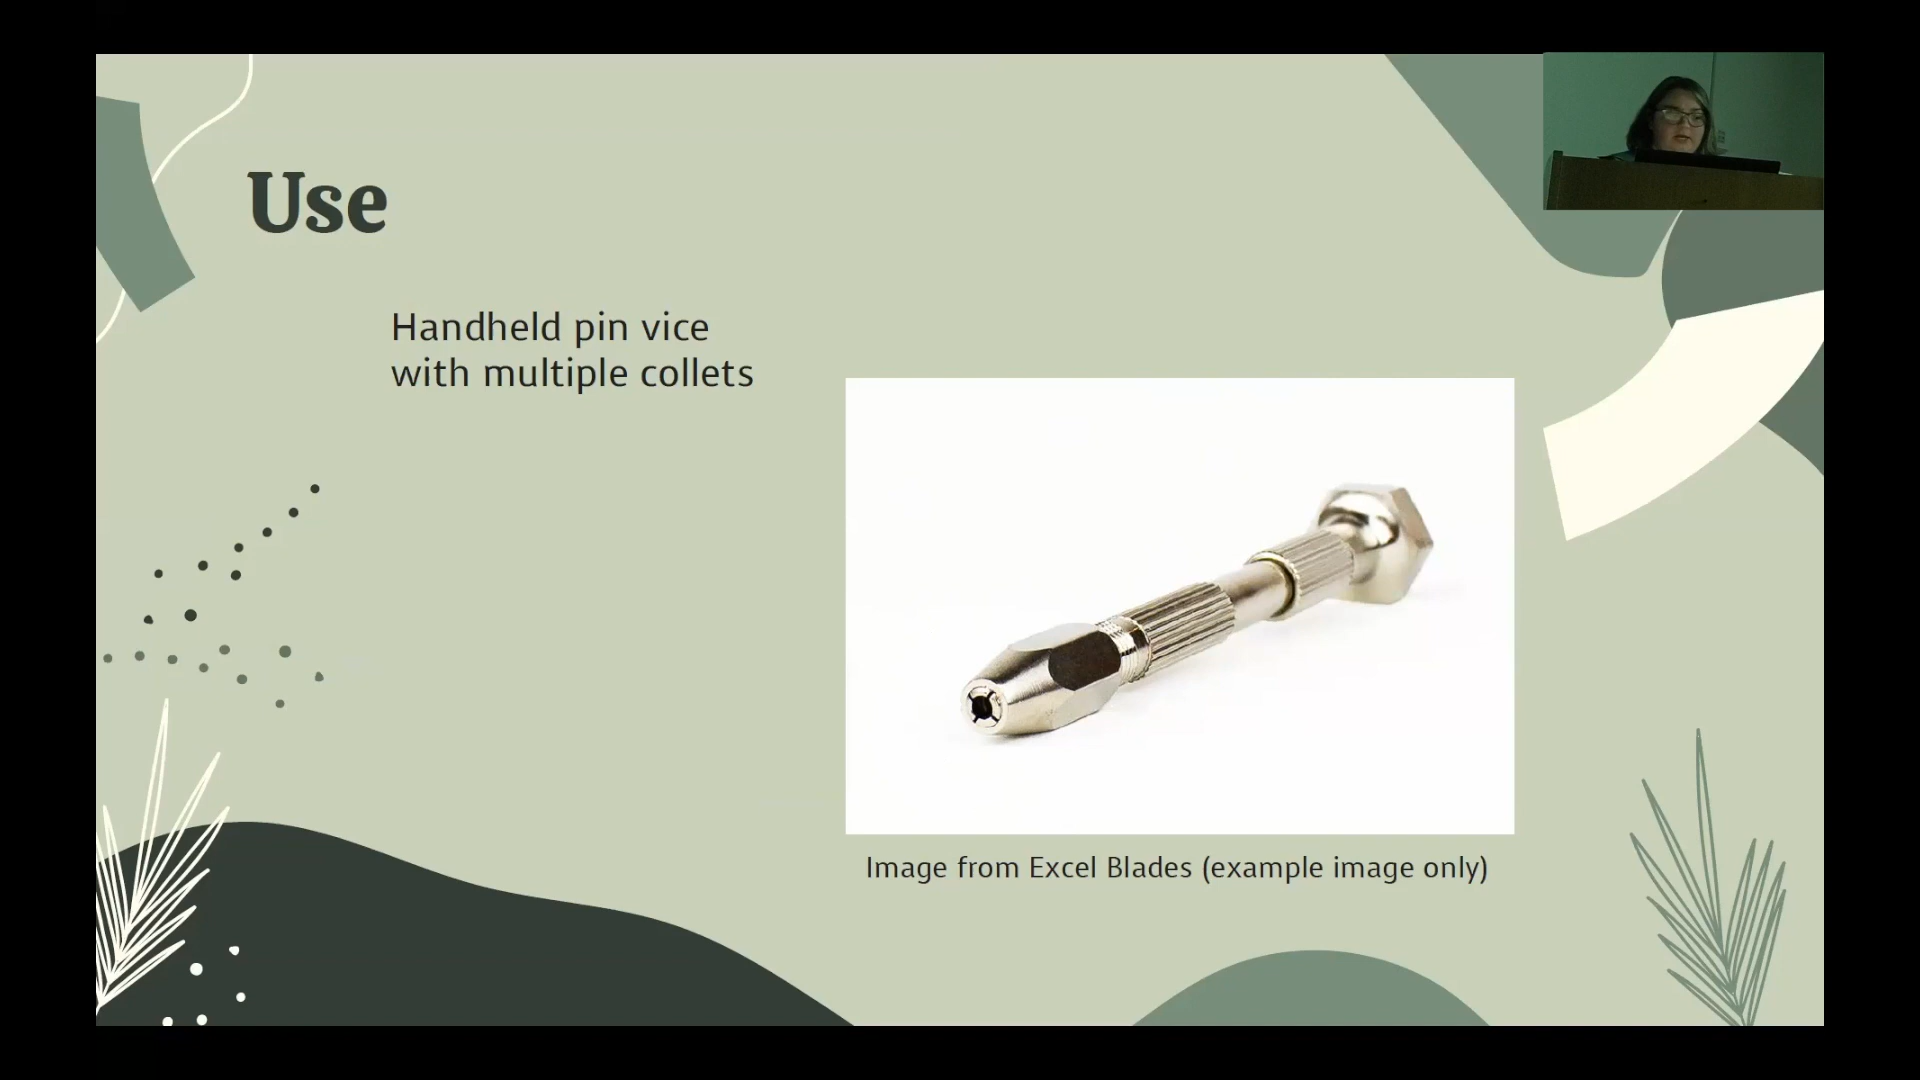 Use
Handheld pin vice
with multiple collets
Image from Excel Blades (example image only)